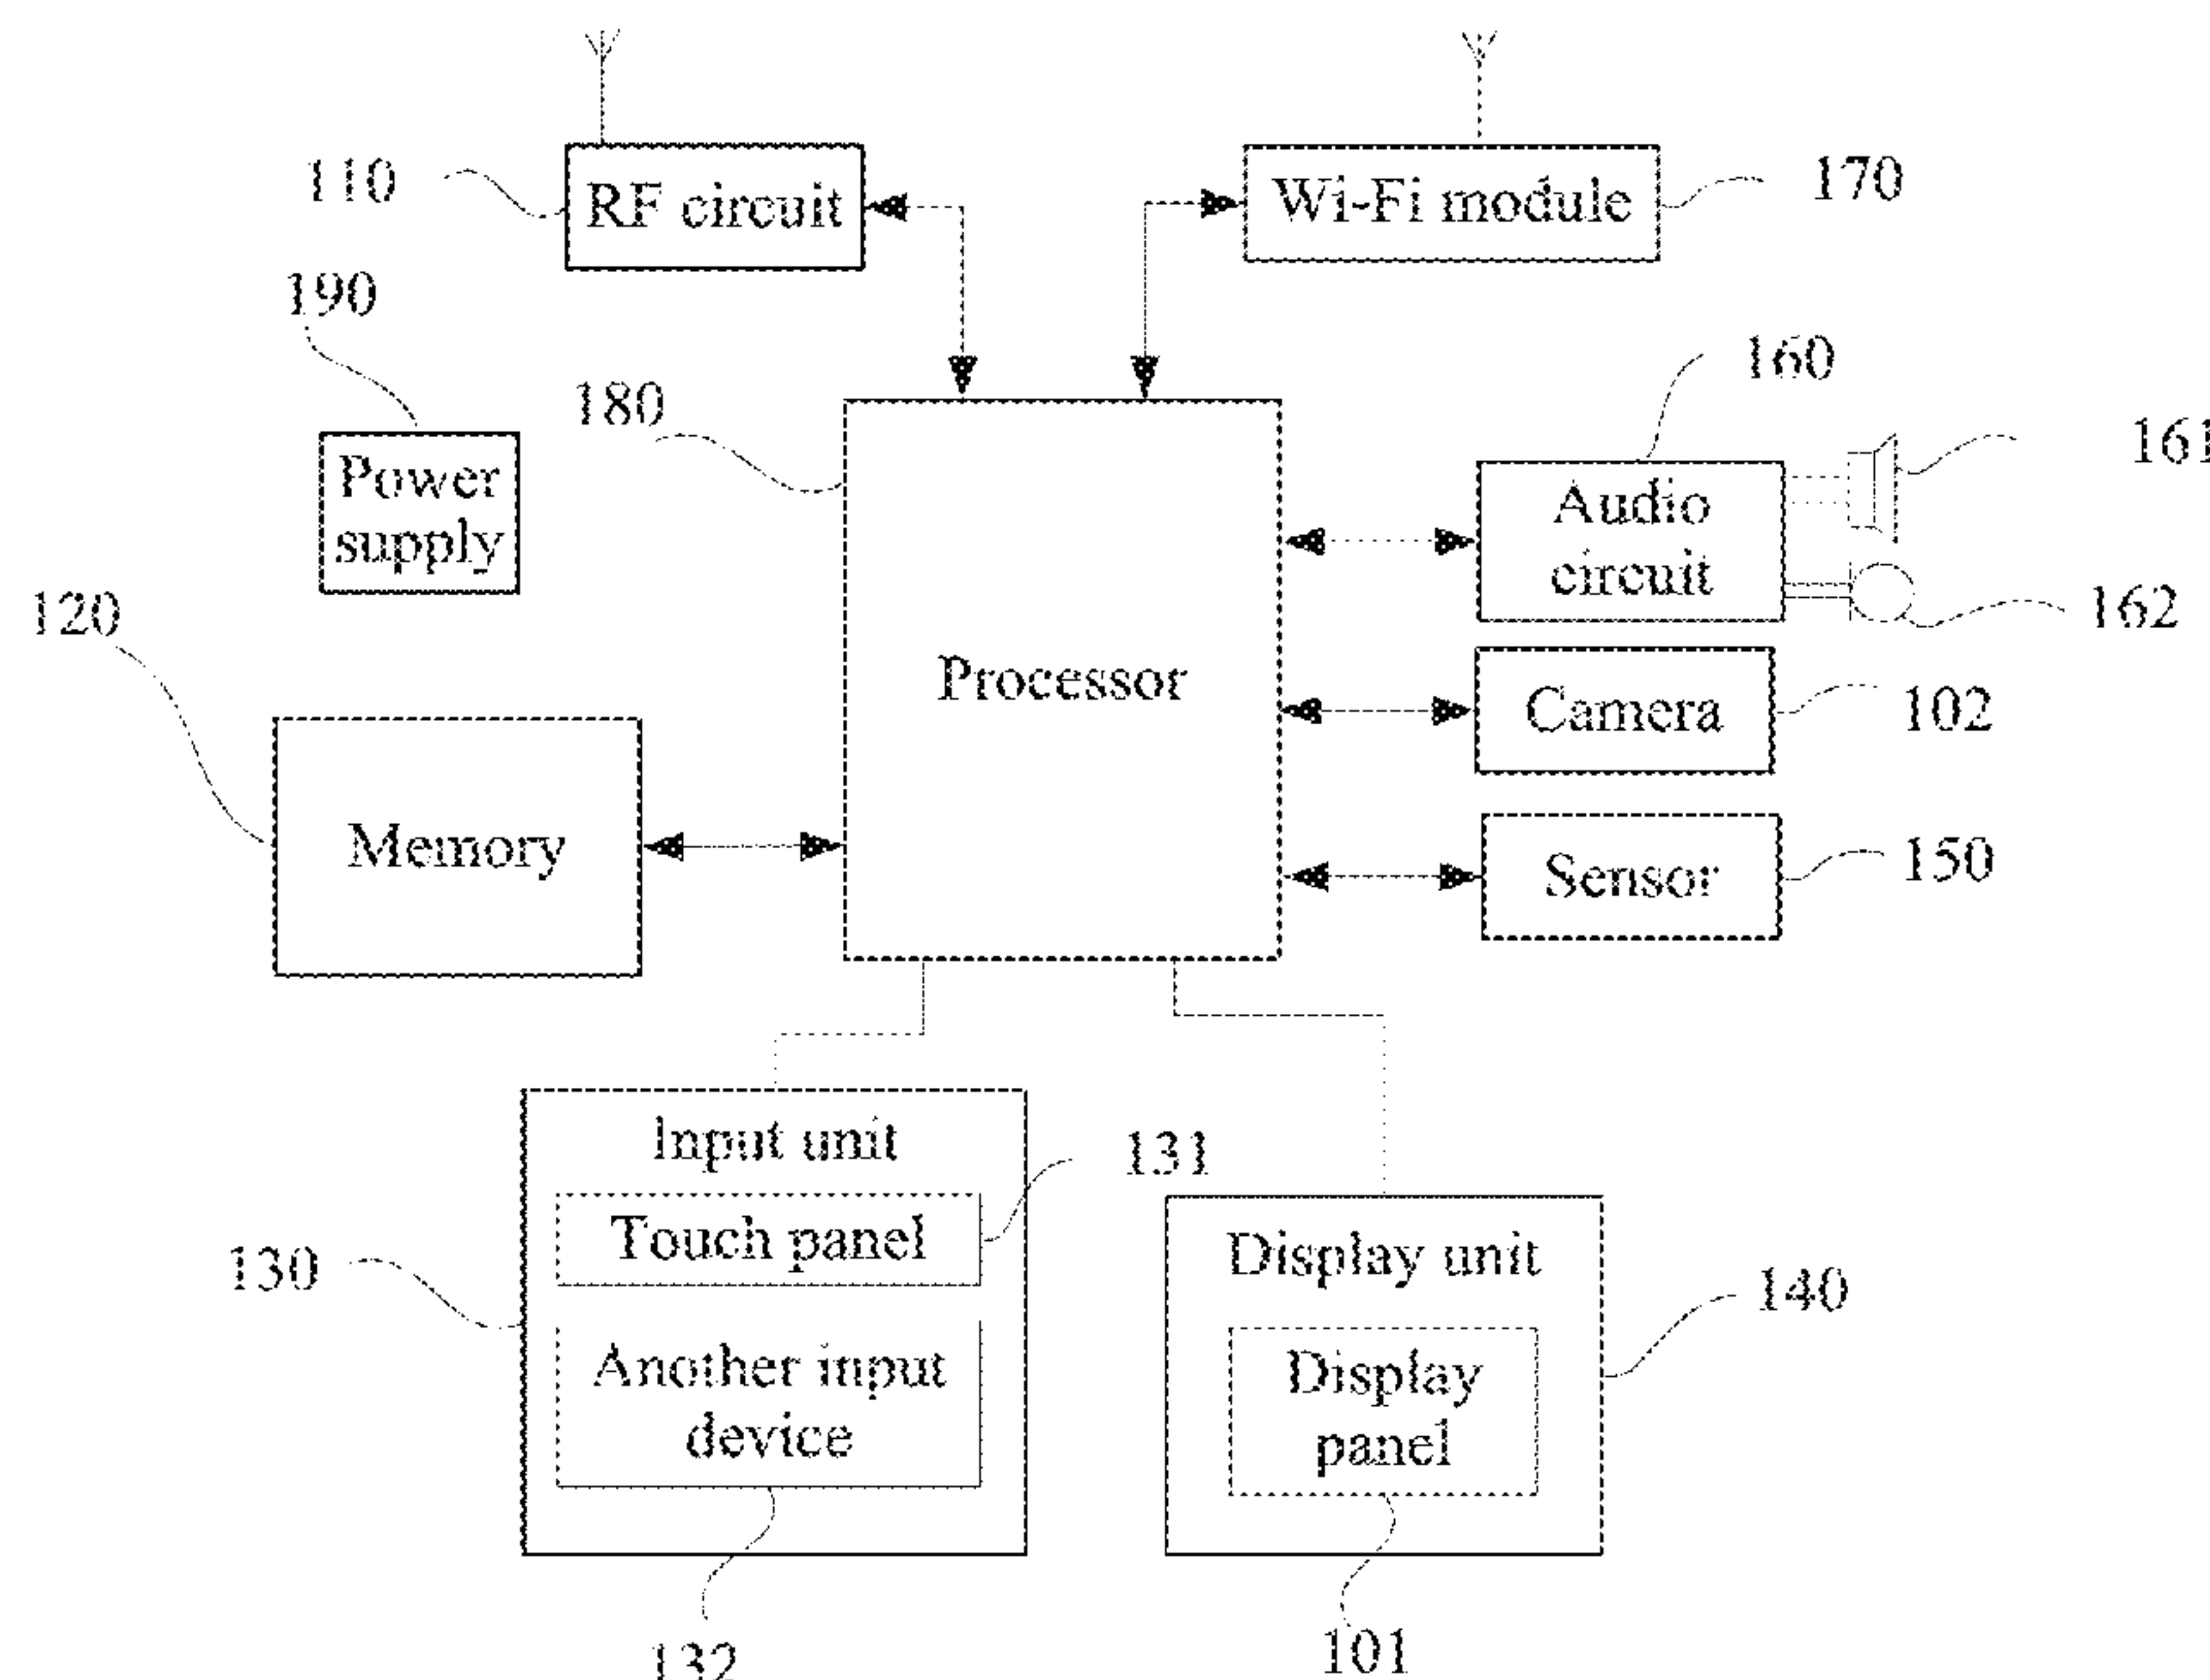 110
RF circuit
Wi-Fi module
170
190
180
160
161
Power
supply
Audio
circuit
162
120
Processor
Camera
102
Memory
Sensor
150
Input unit
131
Touch panel
130
Display unit
140
Another input
device
Display
panel
132
101